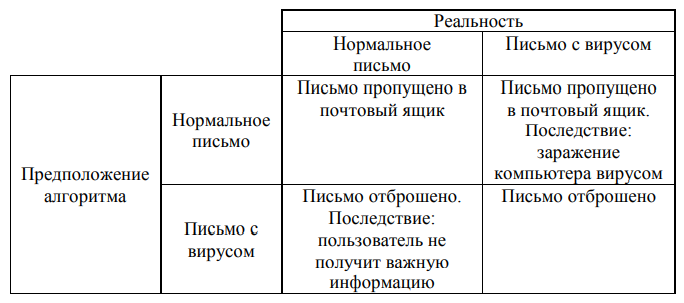 Реальность
Нормальное
письмо
Письмо с вирусом
Предположение
алгоритма
Нормальное
письмо
Письмо пропущено в
почтовый ящик
Письмо пропущено
в почтовый ящик.
Последствие:
заражение
компьютера вирусом
Письмо с
вирусом
Письмо отброшено.
Последствие:
пользователь не
получит важную
информацию
Письмо отброшено